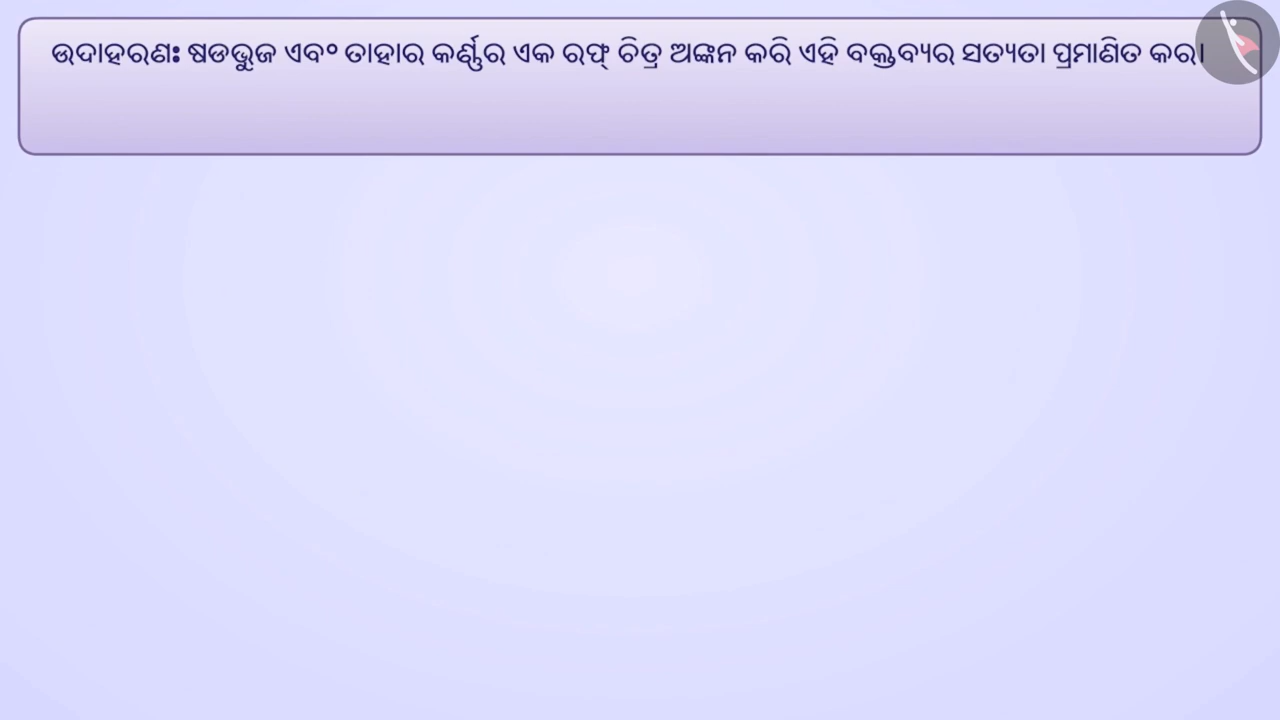 ଉଦାହରଣଃ ଷଡଭୁଜ ଏବଂ ତାହାର କର୍ଣ୍ଣର ଏକ ରଫ୍ ଚିତ୍ର ଅଙ୍କନ କରି ଏହି ବକ୍ତବ୍ୟର ସତ୍ୟତା ପ୍ରମାଣିତ କର।